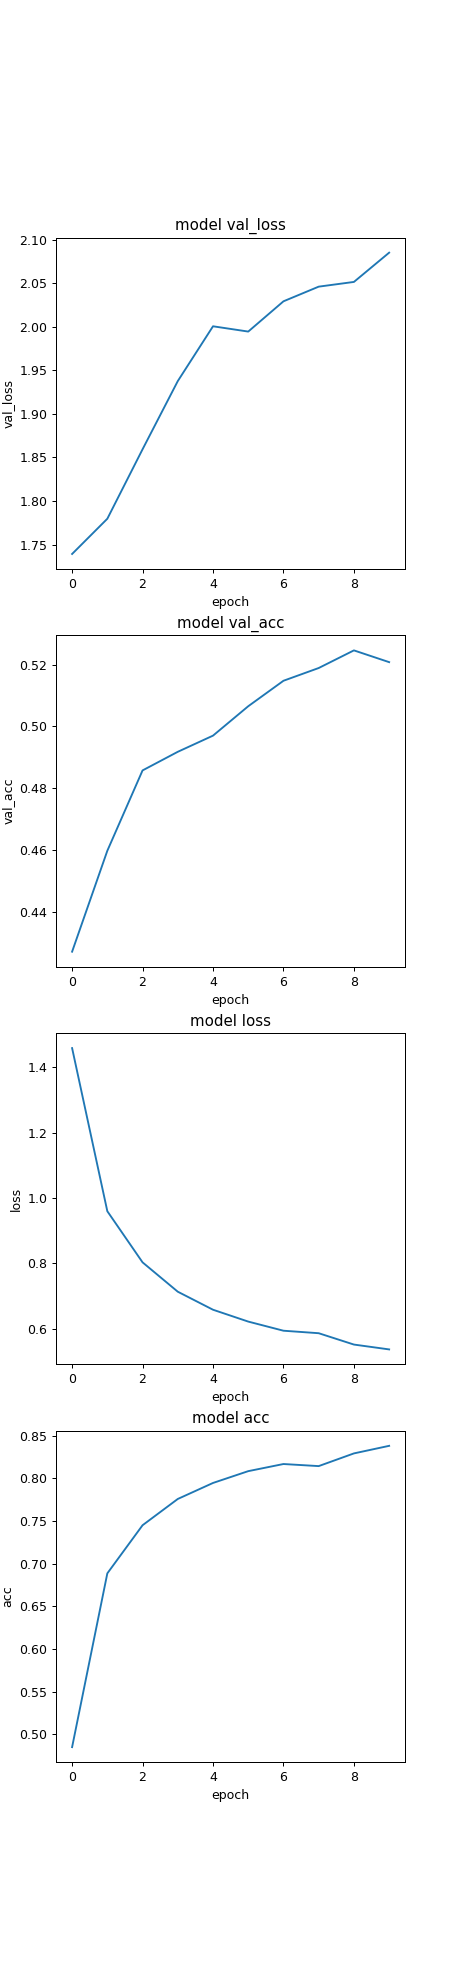 model val_loss
2.10
2.05
2.00
1.95
1.90
1.85
1.80
1.75
val_loss
0 2 4 6 8
epoch
model val_acc
0.52
0.50
0.48
0.46
0.44
val_acc
0 2 4 6 8
epoch
model loss
1.4
1.2
1.0
0.8
0.6
loss
0 2 4 6 8
epoch
model acc
0.85
0.80
0.75
0.70
0.65
0.60
0.55
0.50
acc
0 2 4 6 8
epoch